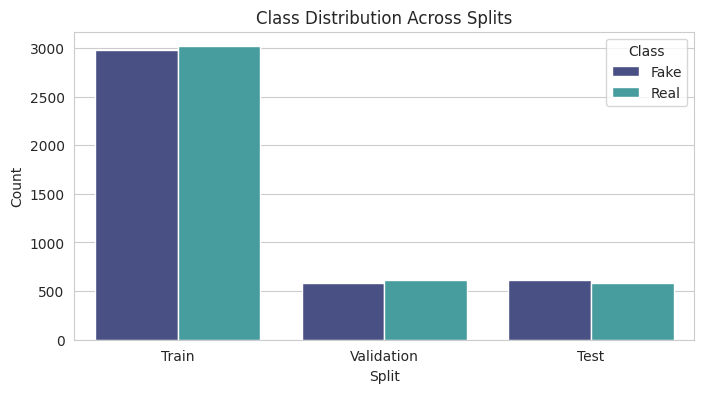 Class Distribution Across Splits
Class
Fake
Real
Count
3000
2500
2000
1500
1000
500
0
Train
Validation
Test
Split